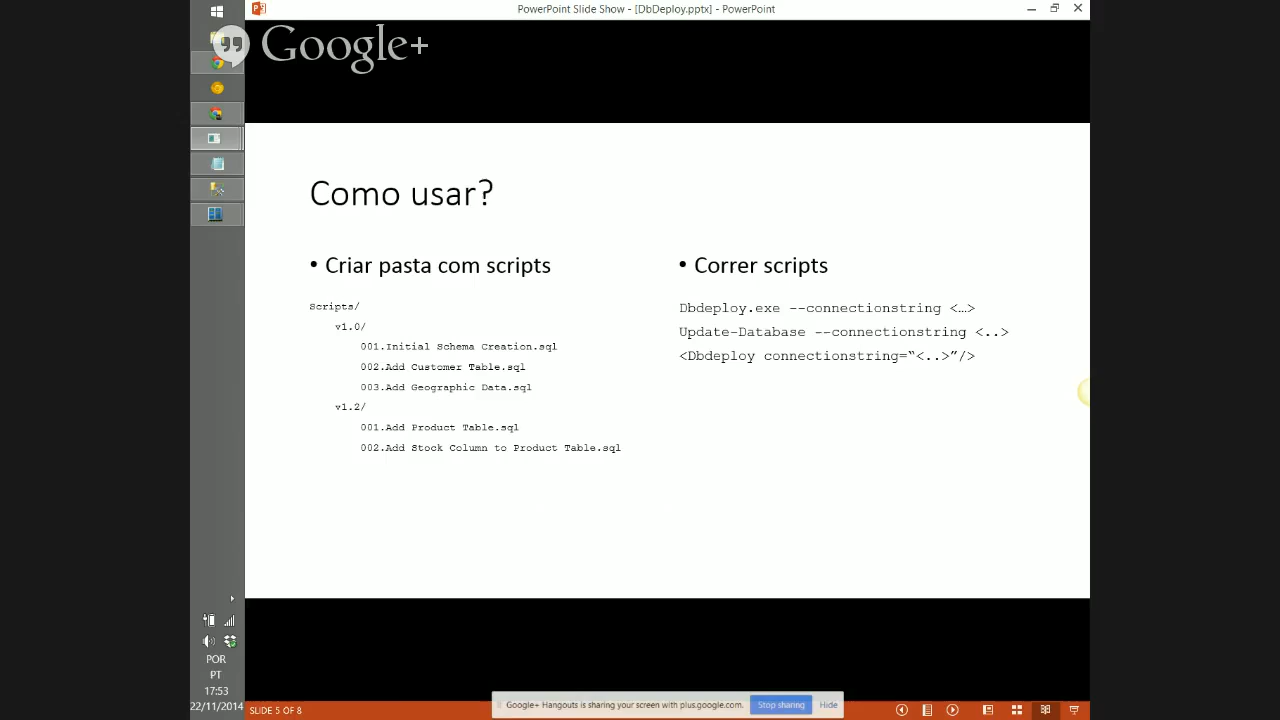 PowerPoint Slide Show - [DbDeploy.pptx] - PowerPoint
Google+
Como usar?
• Criar pasta com scripts
Scripts/
v1.0/
001.Initial Schema Creation.sql
002.Add Customer Table.sql
003.Add Geographic Data.sql
v1.2/
001.Add Product Table.sql
002.Add Stock Column to Product Table.sql
• Correr scripts
Dbdeploy.exe --connectionstring <…>
Update-Database --connectionstring <..>
<Dbdeploy connectionstring=“<..>”/>
POR
PT
17:53
22/11/2014
SLIDE 5 OF 8
Google+ Hangouts is sharing your screen with plus.google.com.
Stop sharing
Hide